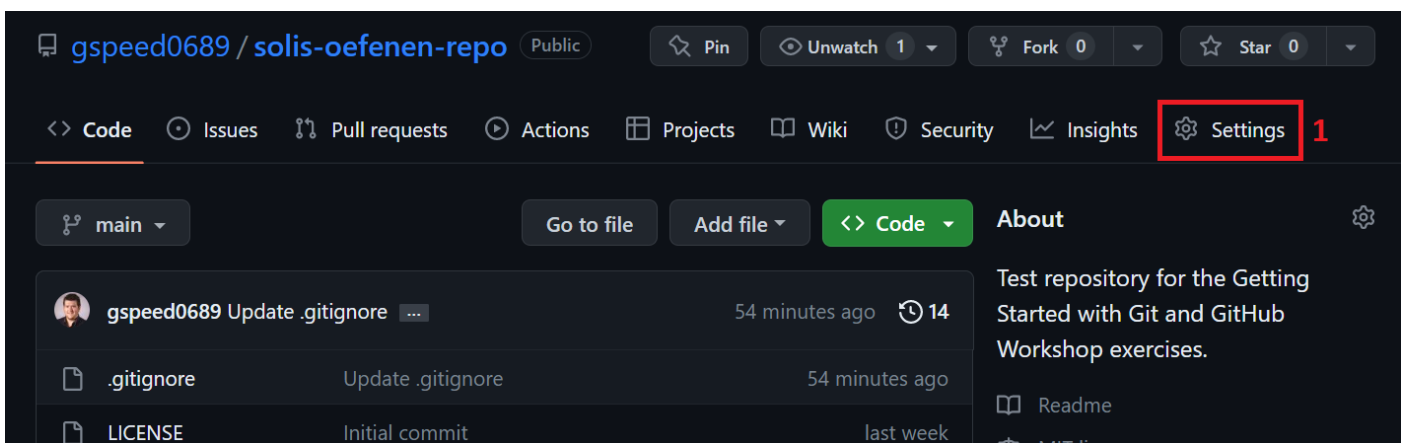 gspeed0689 / solis-oefenen-repo Public Pin Unwatch 1 Fork 0 Star 0
Code Issues Pull requests Actions Projects Wiki Security Insights Settings 1
main Go to file Add file Code
About
gspeed0689 Update .gitignore ... 54 minutes ago 14
Test repository for the Getting
Started with Git and GitHub
Workshop exercises.
.gitignore Update .gitignore 54 minutes ago
Readme
LICENSE Initial commit last week